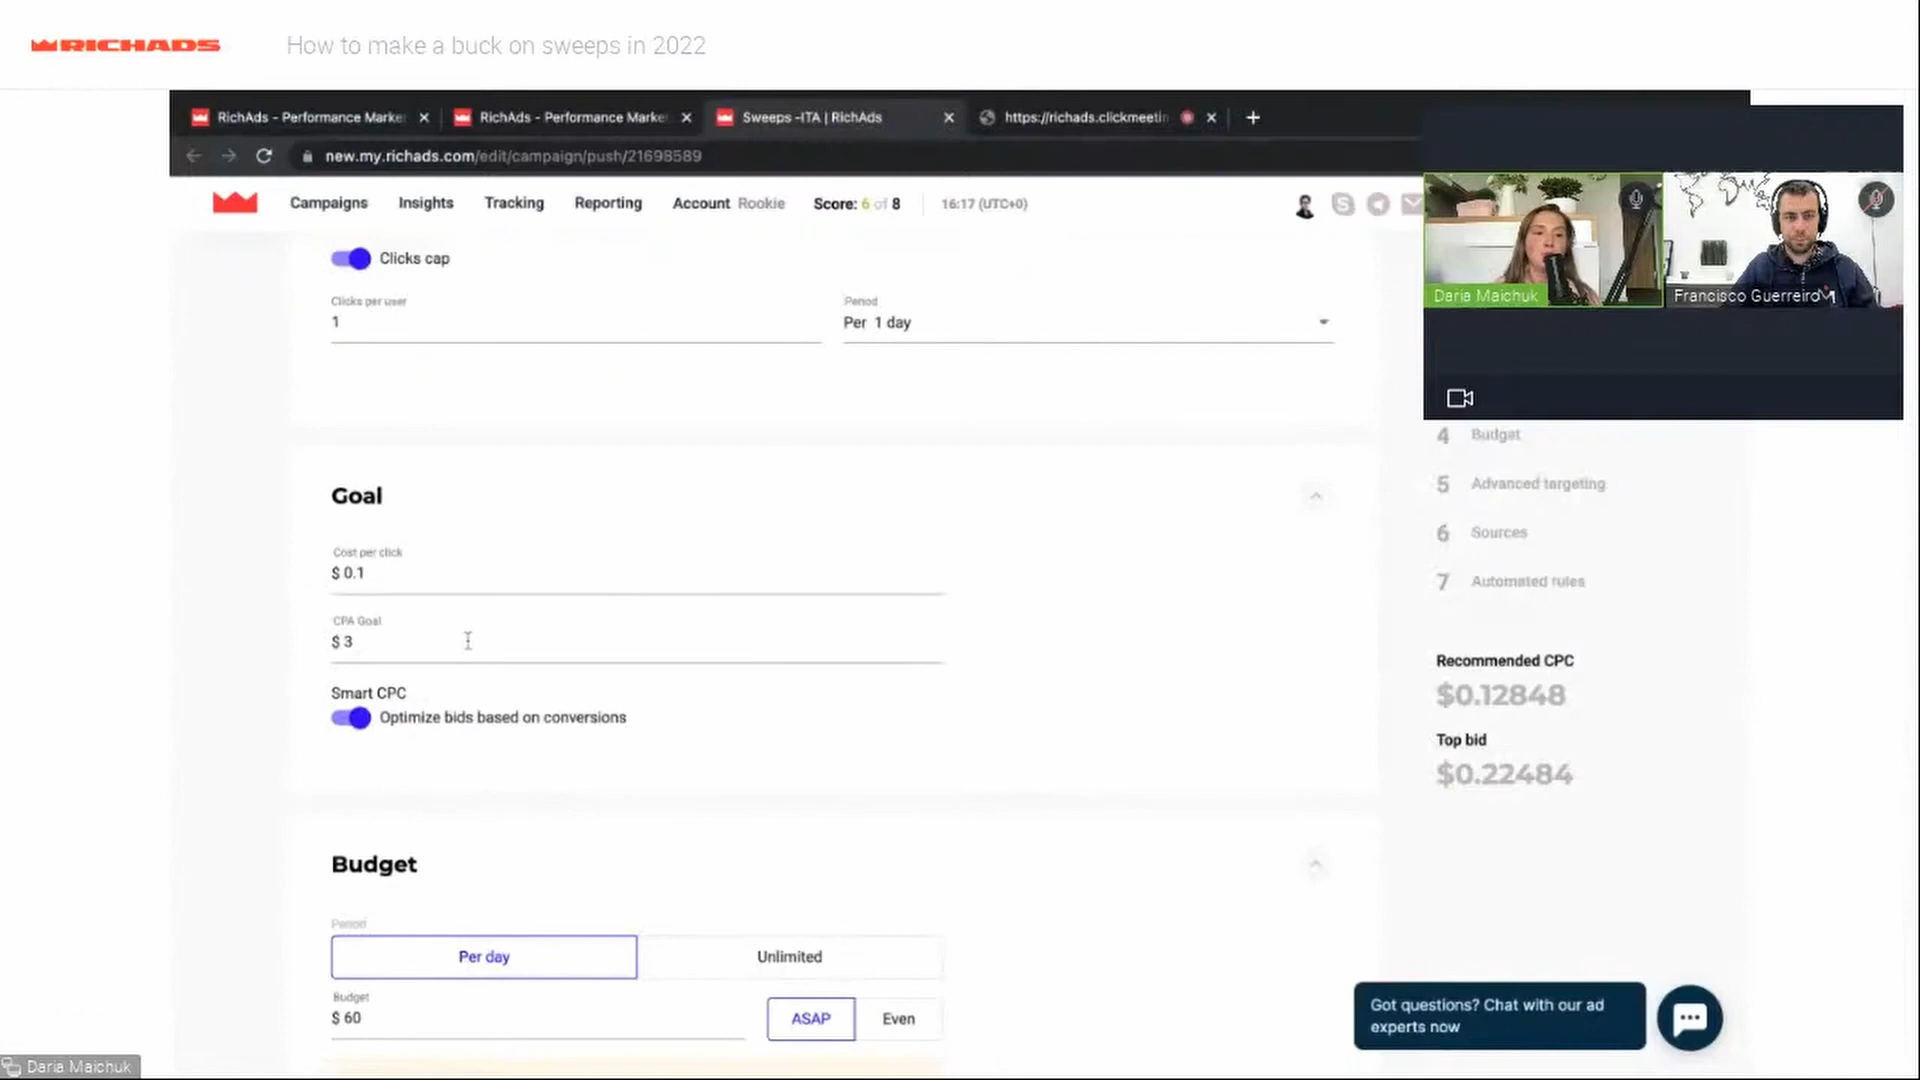 RICHADS
How to make a buck on sweeps in 2022
RichAds - Performance Marke
RichAds - Performance Marke
Sweeps -ITA | RichAds
https://richads.clickmeetin
new.my.richads.com/edit/campaign/push/21698589
Campaigns Insights Tracking Reporting Account Rookie Score: 6 of 8 16:17 (UTC+0)
Daria Maichuk
Francisco Guerreiro
Clicks cap
Clicks per user
1
Period
Per 1 day
Goal
Cost per click
$ 0.1
CPA Goal
$ 3
Smart CPC
Optimize bids based on conversions
Budget
Period
Per day
Unlimited
Budget
$ 60
ASAP
Even
4 Budget
5 Advanced targeting
6 Sources
7 Automated rules
Recommended CPC
$0.12848
Top bid
$0.22484
Got questions? Chat with our ad
experts now
Daria Maichuk